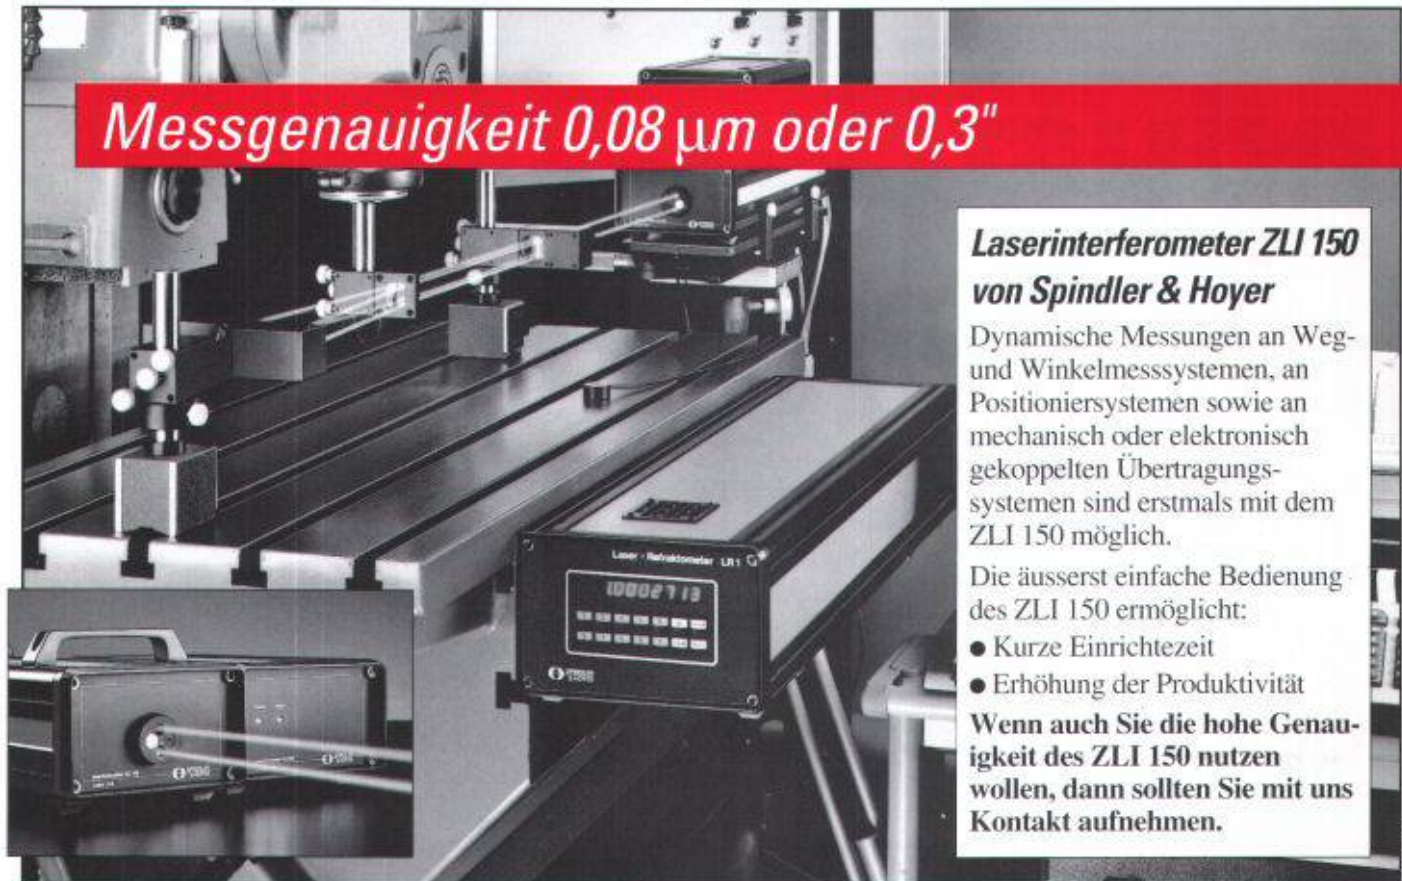 Messgenauigkeit 0,08 µm oder 0,3"
Laserinterferometer ZLI 150
von Spindler & Hoyer
Dynamische Messungen an Weg-
und Winkelmesssystemen, an
Positioniersystemen sowie an
mechanisch oder elektronisch
gekoppelten Übertragungs-
systemen sind erstmals mit dem
ZLI 150 möglich.
Die äusserst einfache Bedienung
des ZLI 150 ermöglicht:
● Kurze Einrichtezeit
● Erhöhung der Produktivität
Wenn auch Sie die hohe Genau-
igkeit des ZLI 150 nutzen
wollen, dann sollten Sie mit uns
Kontakt aufnehmen.
Laser - Refraktometer LR1
1.0002713